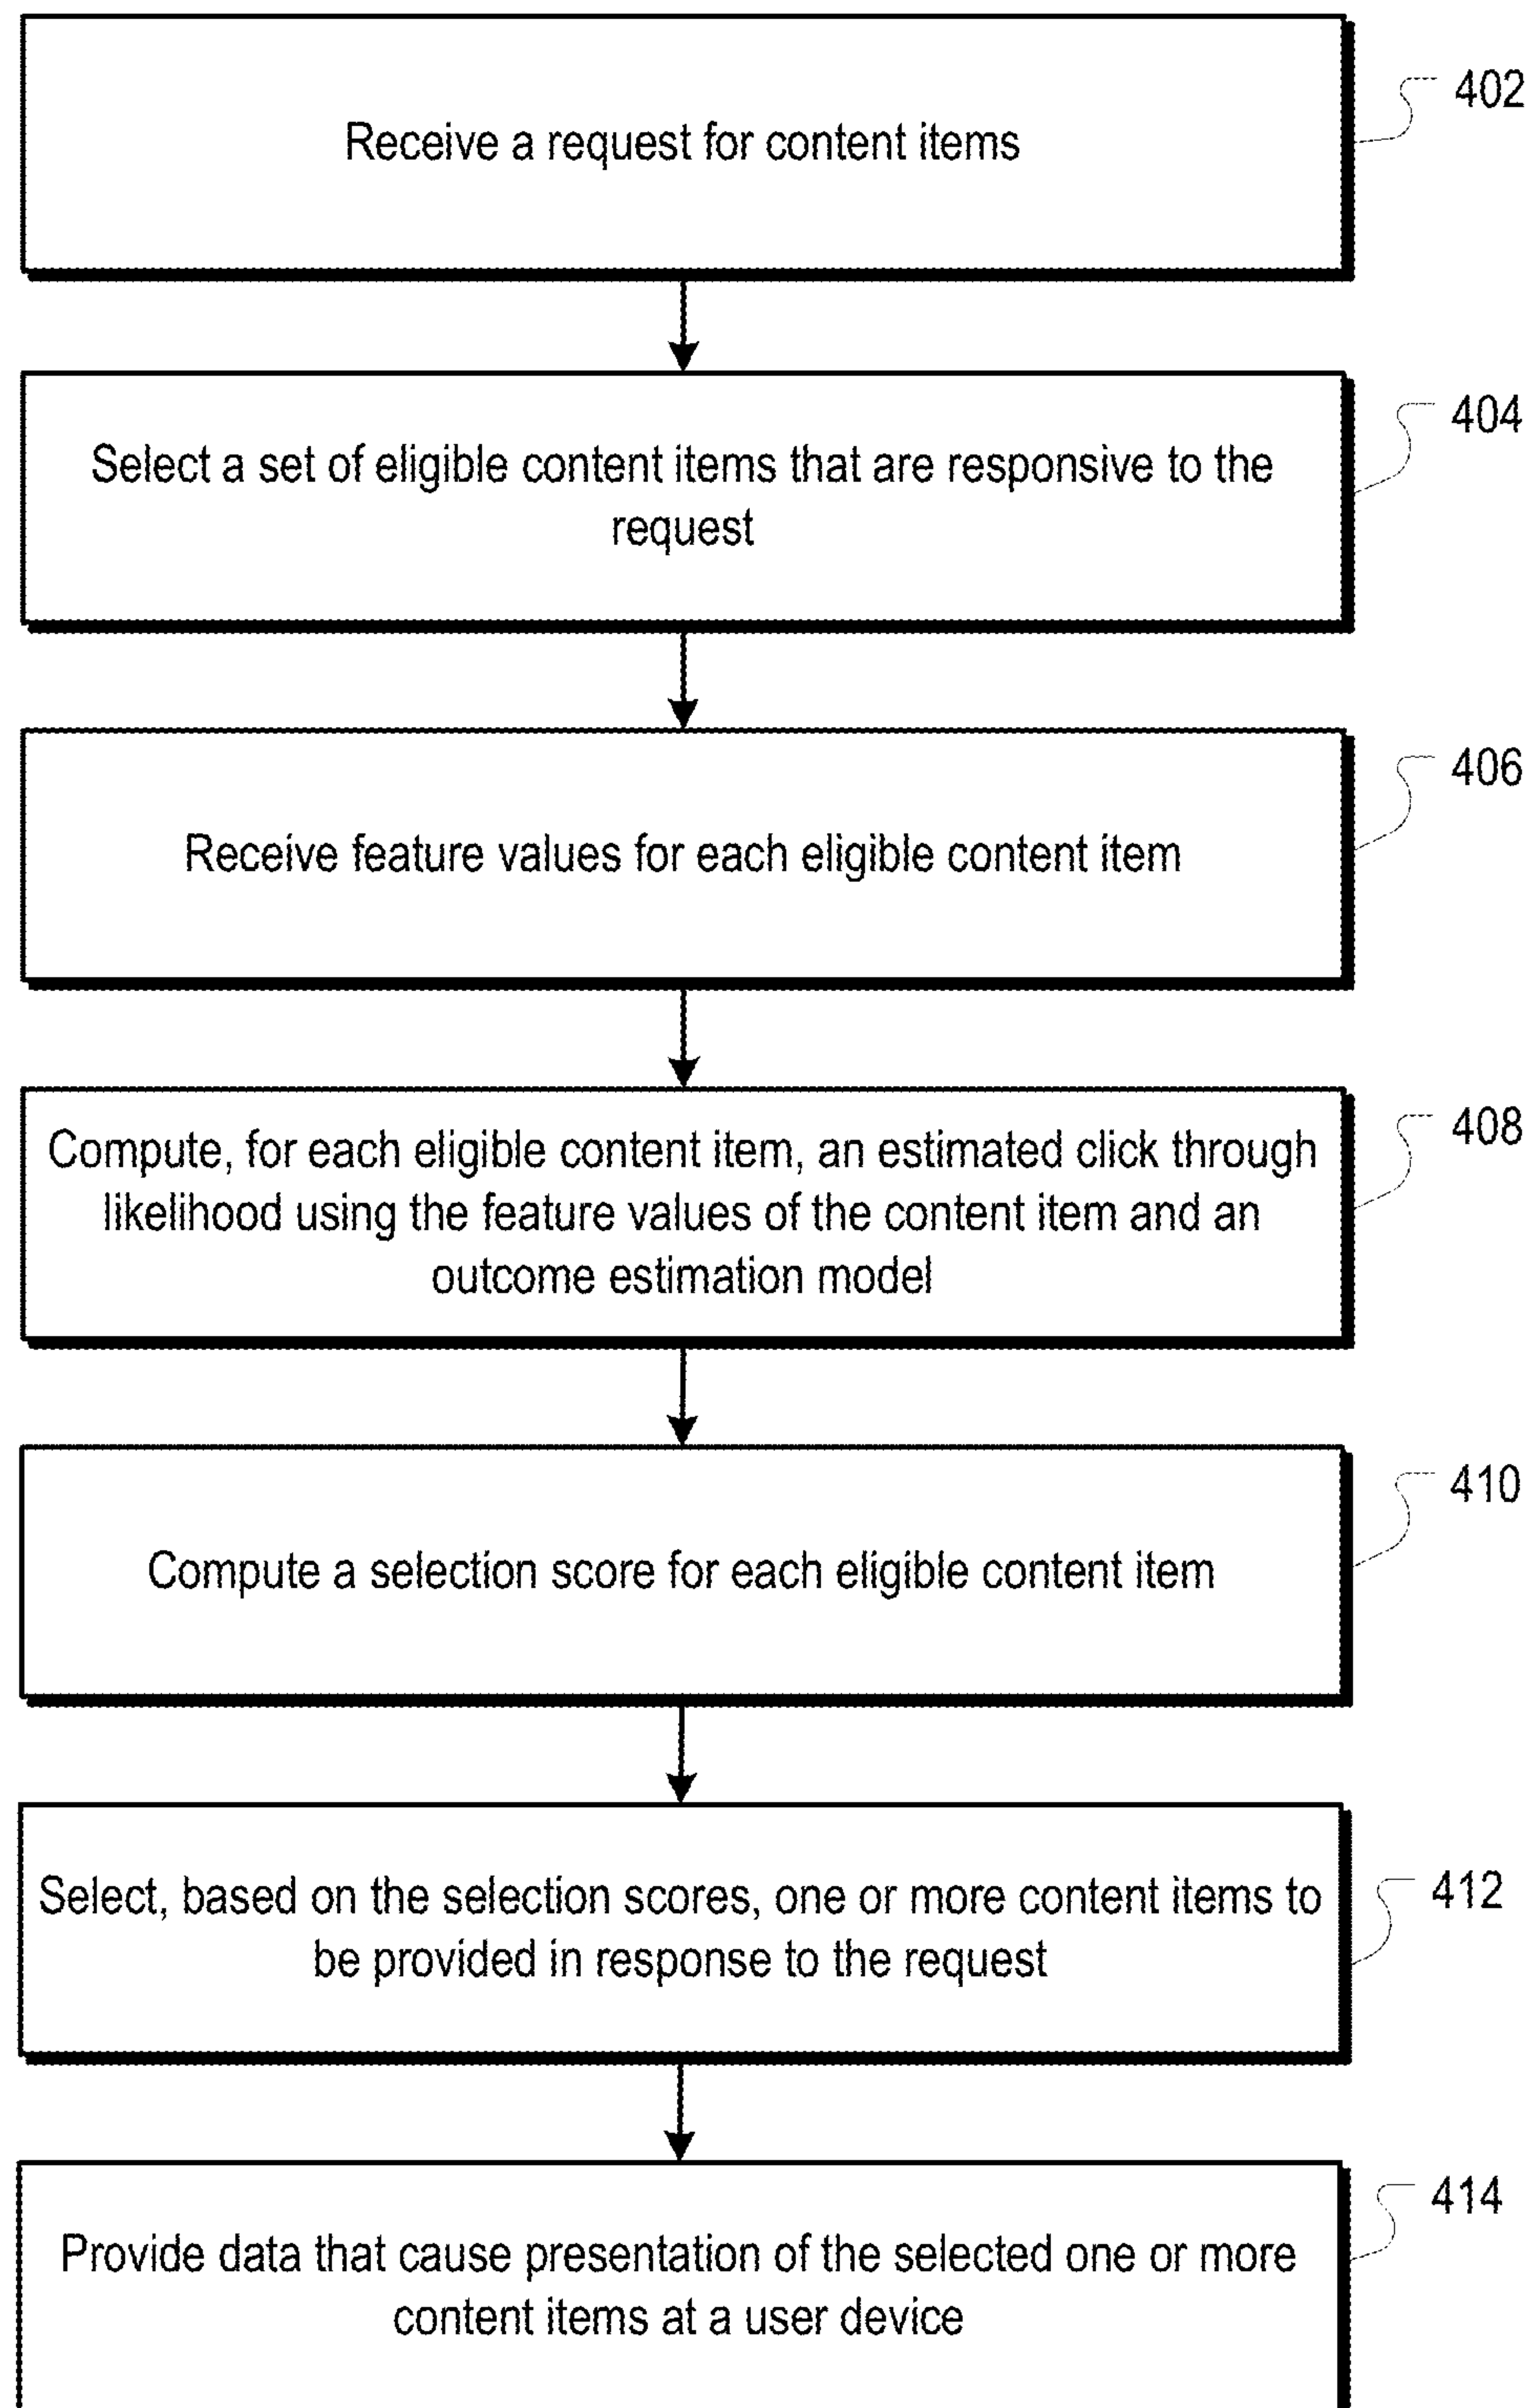 Receive a request for content items
402
Select a set of eligible content items that are responsive to the
request
404
Receive feature values for each eligible content item
406
Compute, for each eligible content item, an estimated click through
likelihood using the feature values of the content item and an
outcome estimation model
408
Compute a selection score for each eligible content item
410
Select, based on the selection scores, one or more content items to
be provided in response to the request
412
Provide data that cause presentation of the selected one or more
content items at a user device
414